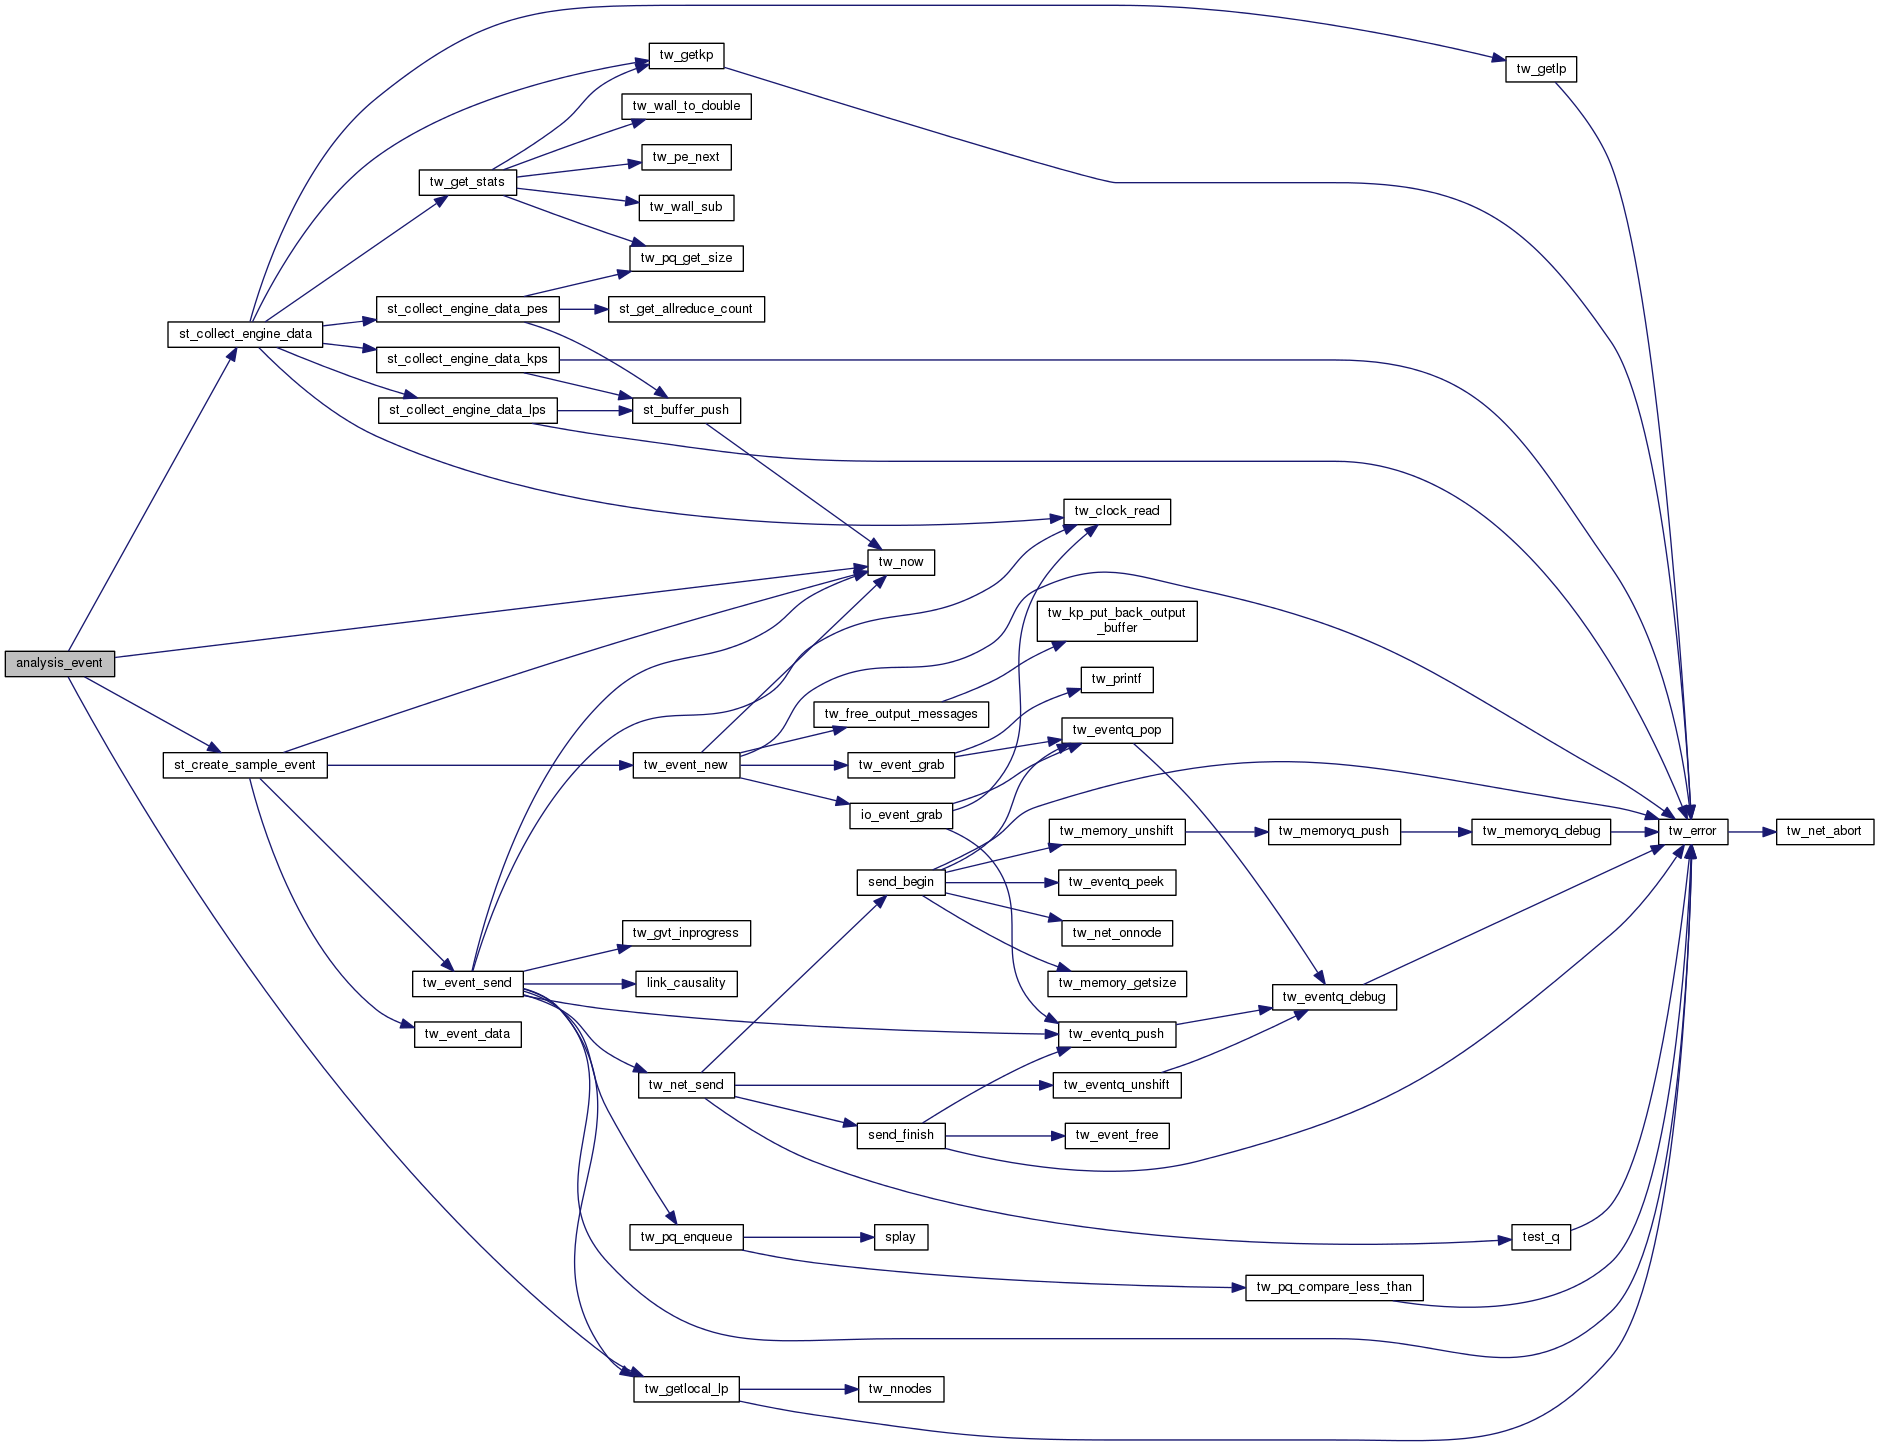 tw_getkp
tw_getlp
tw_wall_to_double
tw_pe_next
tw_get_stats
tw_wall_sub
tw_pq_get_size
st_collect_engine_data_pes
st_get_allreduce_count
st_collect_engine_data
st_collect_engine_data_kps
st_collect_engine_data_lps
st_buffer_push
tw_clock_read
tw_now
tw_kp_put_back_output
_buffer
analysis_event
tw_printf
tw_free_output_messages
tw_eventq_pop
st_create_sample_event
tw_event_new
tw_event_grab
io_event_grab
tw_memory_unshift
tw_memoryq_push
tw_memoryq_debug
tw_error
tw_net_abort
send_begin
tw_eventq_peek
tw_gvt_inprogress
tw_net_onnode
tw_event_send
link_causality
tw_memory_getsize
tw_eventq_debug
tw_event_data
tw_eventq_push
tw_net_send
tw_eventq_unshift
send_finish
tw_event_free
tw_pq_enqueue
splay
test_q
tw_pq_compare_less_than
tw_getlocal_lp
tw_nnodes